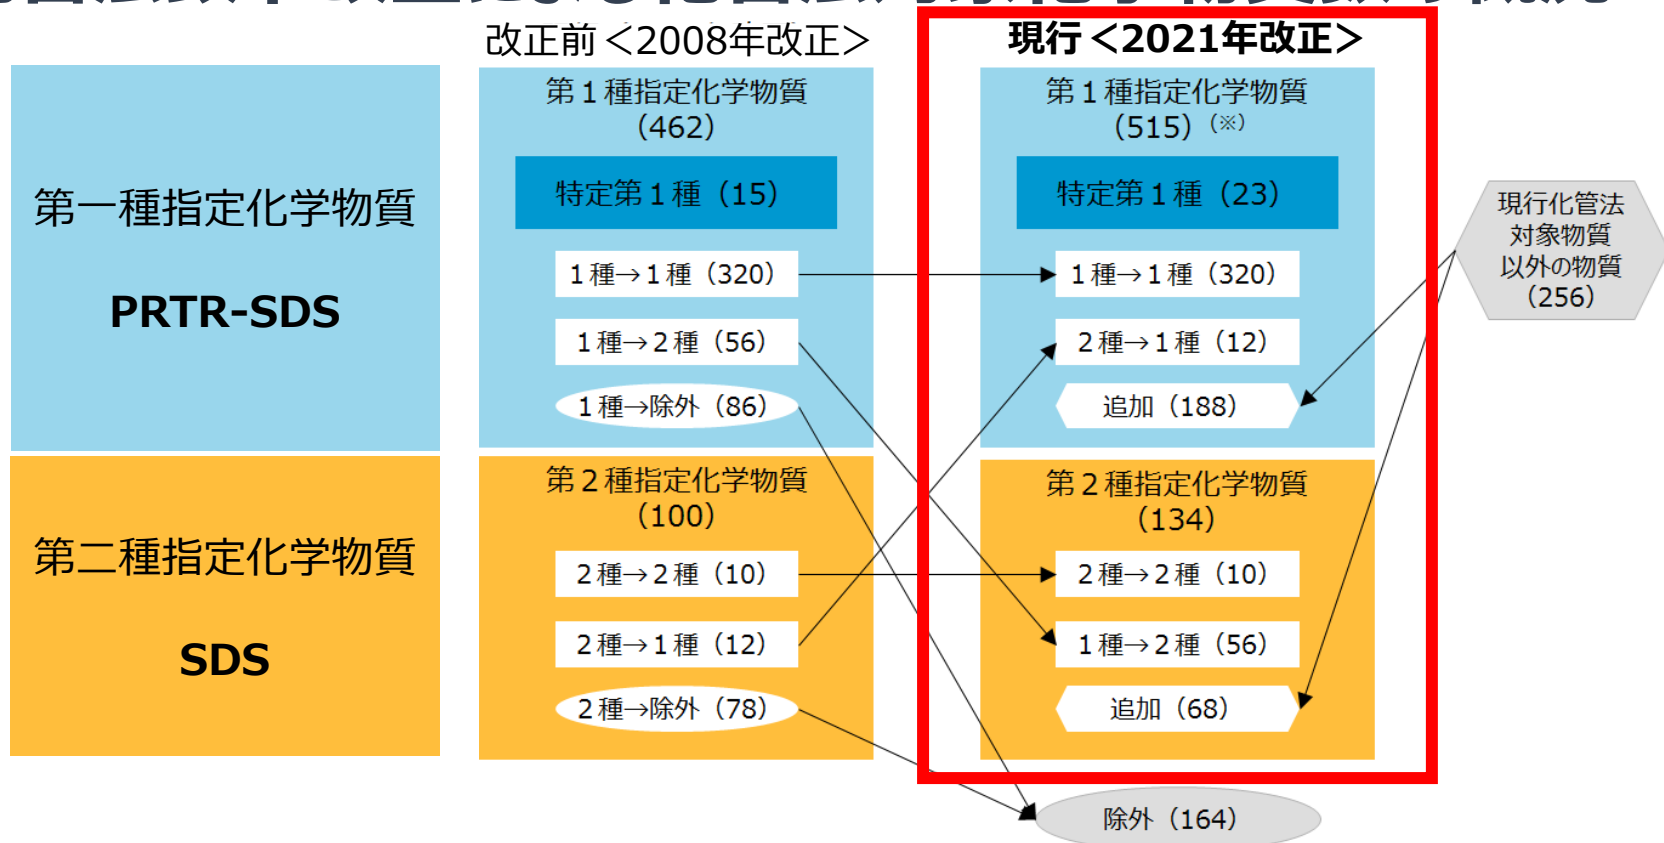 改正前＜2008年改正＞
現行＜2021年改正＞
第一種指定化学物質
PRTR-SDS
第１種指定化学物質
（462）
特定第１種（15）
１種→１種（320）
１種→２種（56）
１種→除外（86）
第１種指定化学物質
（515）（※）
特定第１種（23）
１種→１種（320）
２種→１種（12）
追加（188）
現行化管法
対象物質
以外の物質
（256）
第二種指定化学物質
SDS
第２種指定化学物質
（100）
２種→２種（10）
２種→１種（12）
２種→除外（78）
第２種指定化学物質
（134）
２種→２種（10）
１種→２種（56）
追加（68）
除外（164）